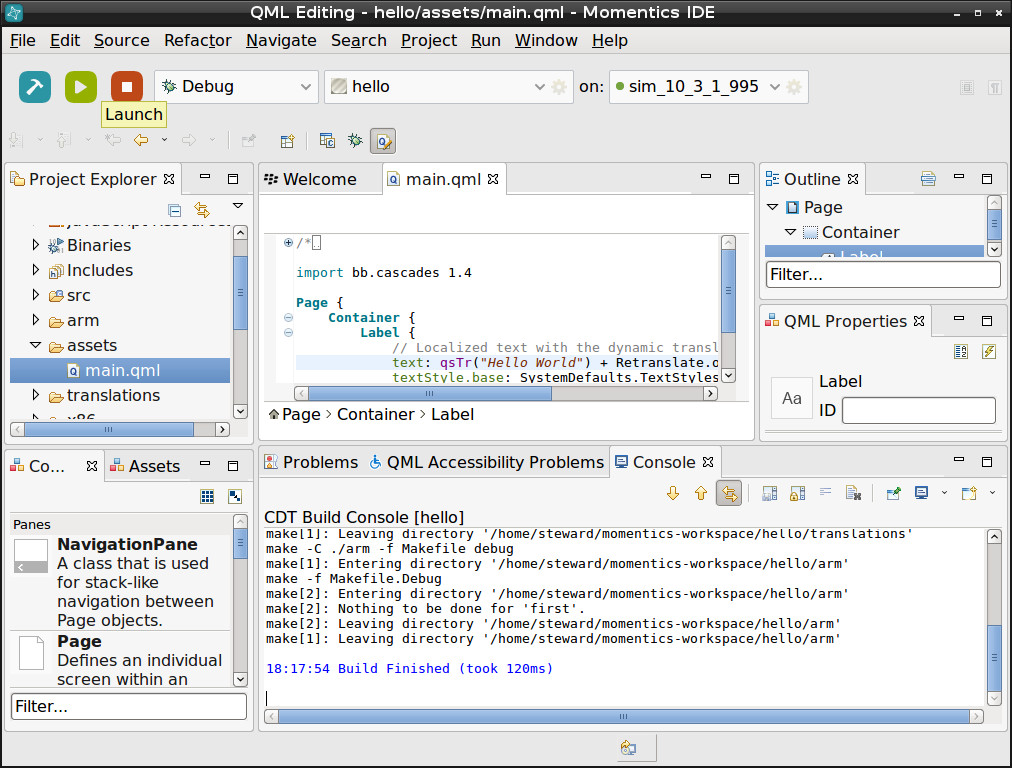 QML Editing - hello/assets/main.qml - Momentics IDE
File Edit Source Refactor Navigate Search Project Run Window Help
Debug
hello
on:
sim_10_3_1_995
Launch
Project Explorer
Binaries
Includes
src
arm
assets
main.qml
translations
x86
Welcome
main.qml
/*
import bb.cascades 1.4
Page {
Container {
Label {
// Localized text with the dynamic transl
text: qsTr("Hello World") + Retranslate.o
textStyle.base: SystemDefaults.TextStyles
Page > Container > Label
Outline
Page
Container
Label
Filter...
QML Properties
Aa
Label
ID
Co...
Assets
Panes
NavigationPane
A class that is used
for stack-like
navigation between
Page objects.
Page
Defines an individual
screen within an
Filter...
Problems
QML Accessibility Problems
Console
CDT Build Console [hello]
make[1]: Leaving directory '/home/steward/momentics-workspace/hello/translations'
make -C ./arm -f Makefile debug
make[1]: Entering directory '/home/steward/momentics-workspace/hello/arm'
make -f Makefile.Debug
make[2]: Entering directory '/home/steward/momentics-workspace/hello/arm'
make[2]: Nothing to be done for 'first'.
make[2]: Leaving directory '/home/steward/momentics-workspace/hello/arm'
make[1]: Leaving directory '/home/steward/momentics-workspace/hello/arm'
18:17:54 Build Finished (took 120ms)